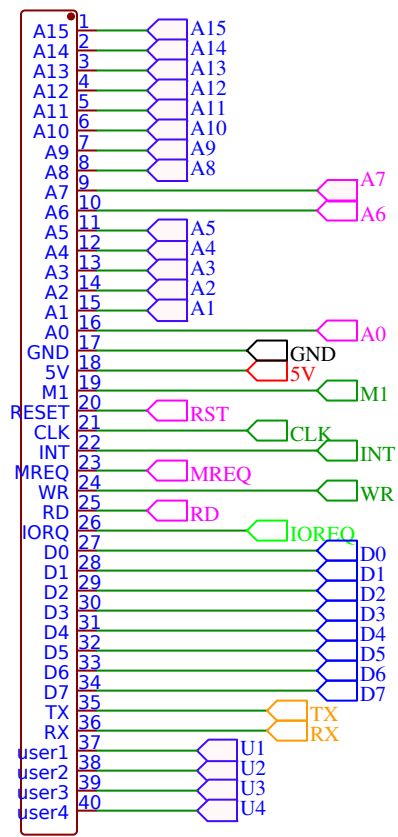 A15 1 A15
A14 2 A14
A13 3 A13
A12 4 A12
A11 5 A11
A10 6 A10
A9 7 A9
A8 8 A8
A7 9 A7
A6 10 A6
A5 11 A5
A4 12 A4
A3 13 A3
A2 14 A2
A1 15 A1
A0 16 A0
GND 17 GND
5V 18 5V
M1 19 M1
RESET 20 RST
CLK 21 CLK
INT 22 INT
MREQ 23 MREQ
WR 24 WR
RD 25 RD
IORQ 26 IOREQ
D0 27 D0
D1 28 D1
D2 29 D2
D3 30 D3
D4 31 D4
D5 32 D5
D6 33 D6
D7 34 D7
TX 35 TX
RX 36 RX
user1 37 U1
user2 38 U2
user3 39 U3
user4 40 U4